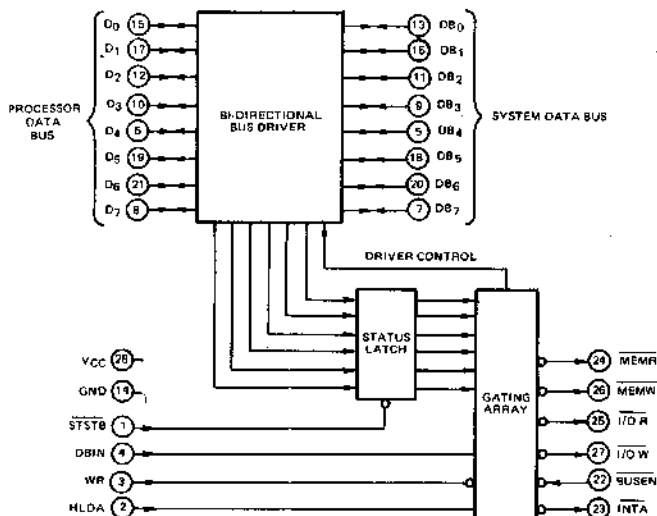 D0 15
D1 17
D2 12
D3 10
D4 6
D5 19
D6 21
D7 8
PROCESSOR
DATA
BUS
BI-DIRECTIONAL
BUS DRIVER
13 DB0
16 DB1
11 DB2
9 DB3
5 DB4
18 DB5
20 DB6
7 DB7
SYSTEM DATA BUS
DRIVER CONTROL
STATUS
LATCH
GATING
ARRAY
VCC 28
GND 14
STSTB 1
DBIN 4
WR 3
HLDA 2
24 MEMR
26 MEMW
25 I/O R
27 I/O W
22 BUSEN
23 INTA